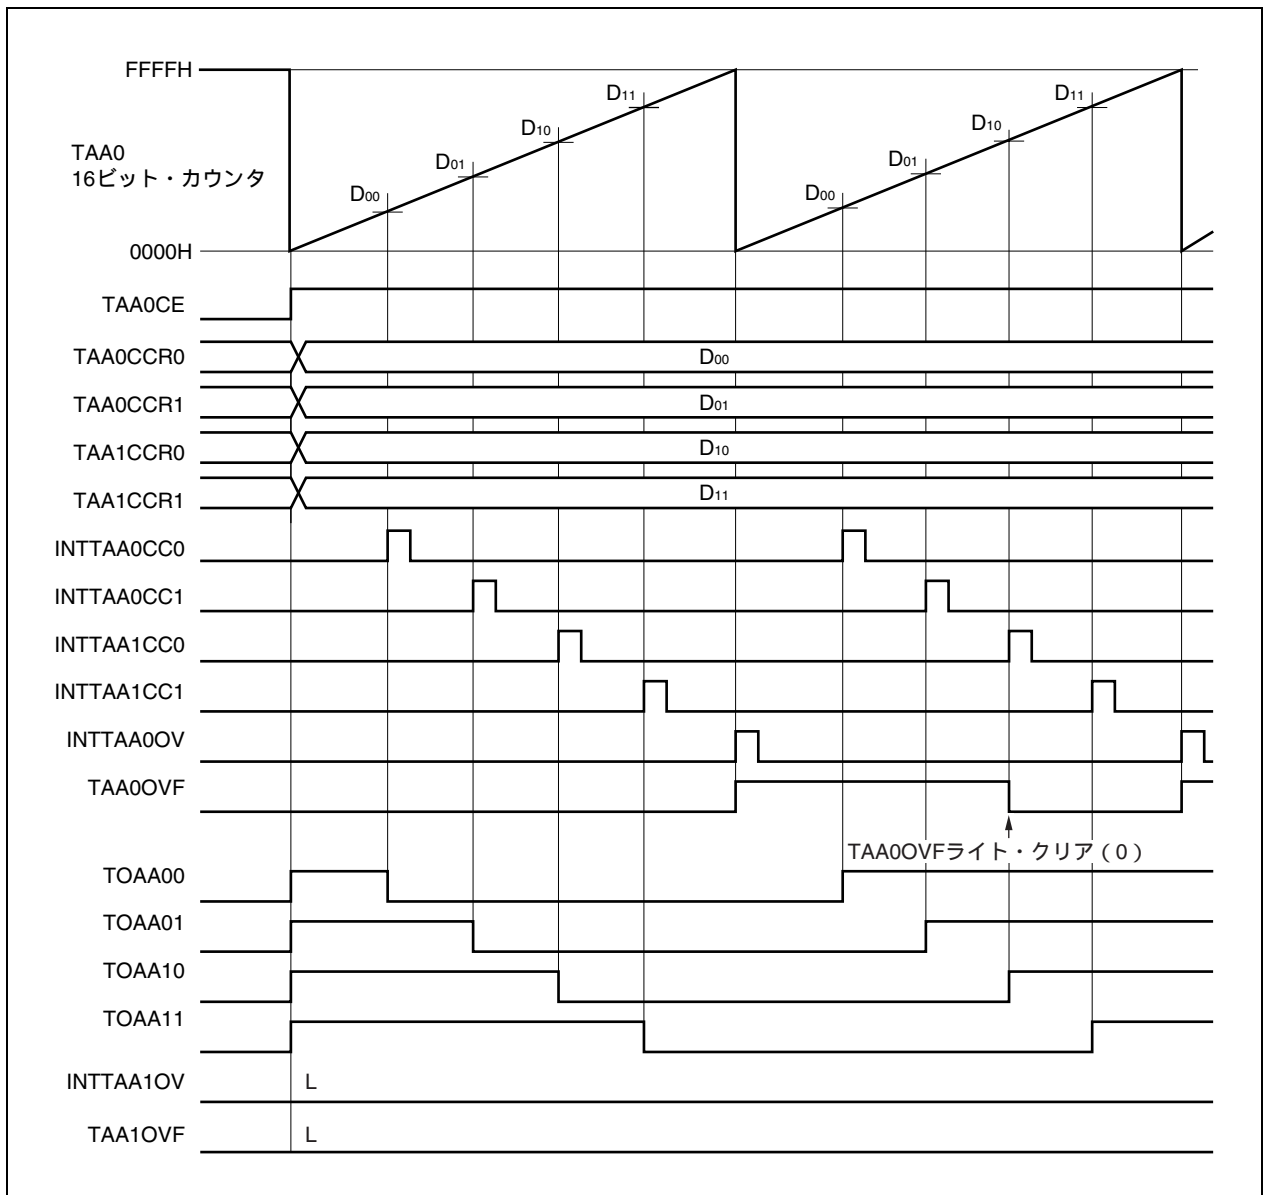 FFFFH
D11
D11
D10
D10
TAA0
16ビット・カウンタ
D01
D01
D00
D00
0000H
TAA0CE
TAA0CCR0
D00
TAA0CCR1
D01
TAA1CCR0
D10
TAA1CCR1
D11
INTTAA0CC0
INTTAA0CC1
INTTAA1CC0
INTTAA1CC1
INTTAA0OV
TAA0OVF
TAA0OVFライト・クリア（0）
TOAA00
TOAA01
TOAA10
TOAA11
INTTAA1OV
L
TAA1OVF
L